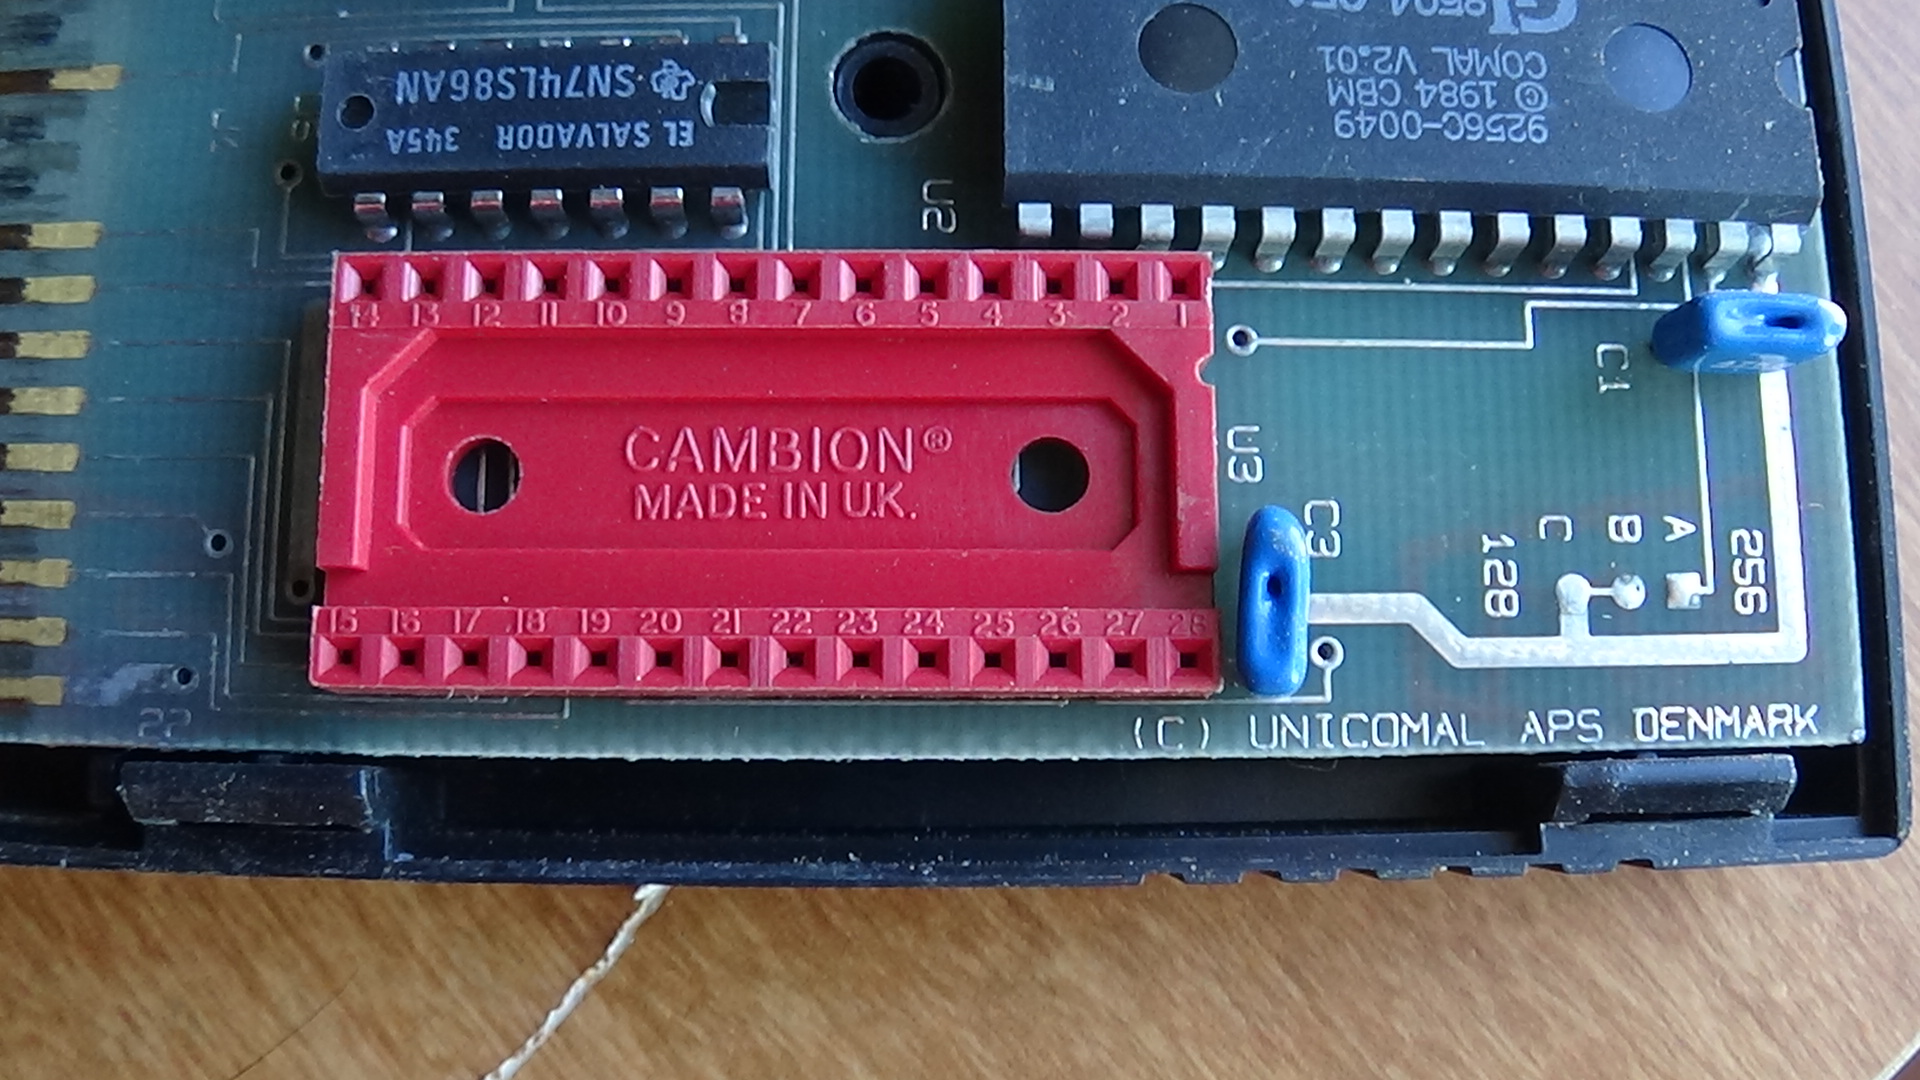 SN74LS86AN
EL SALVADOR 345A
GI
COMAL V2.01
© 1984 CBM
9256C-0049
U2
14 13 12 11 10 9 8 7 6 5 4 3 2 1
CAMBION®
MADE IN U.K.
15 16 17 18 19 20 21 22 23 24 25 26 27 28
U3
C1
C3
128
C B A
256
22
(C) UNICOMAL APS DENMARK